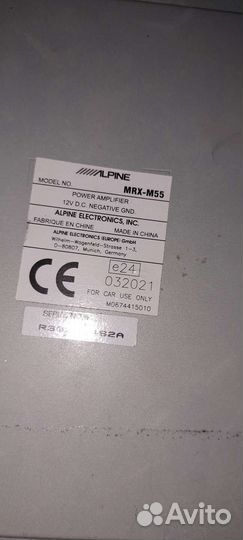 ALPINE
MODEL NO. MRX-M55
POWER AMPLIFIER
12V D.C. NEGATIVE GND.
ALPINE ELECTRONICS, INC.
FABRIQUE EN CHINE MADE IN CHINA
ALPINE ELECTRONICS (EUROPE) GmbH
Wilhelm-Wagenfeld-Strasse 1-3,
D-80807, Munich, Germany
CE e24
032021
FOR CAR USE ONLY
M0674415010
Avito